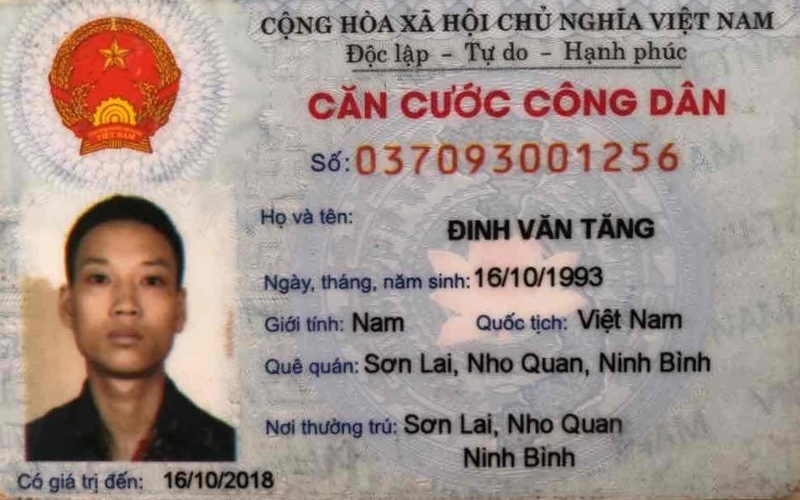 CỘNG HÒA XÃ HỘI CHỦ NGHĨA VIỆT NAM
Độc lập - Tự do - Hạnh phúc
CĂN CƯỚC CÔNG DÂN
Số: 037093001256
Họ và tên: ĐINH VĂN TĂNG
Ngày, tháng, năm sinh: 16/10/1993
Giới tính: Nam Quốc tịch: Việt Nam
Quê quán: Sơn Lai, Nho Quan, Ninh Bình
Nơi thường trú: Sơn Lai, Nho Quan
Ninh Bình
Có giá trị đến: 16/10/2018
VIỆT NAM